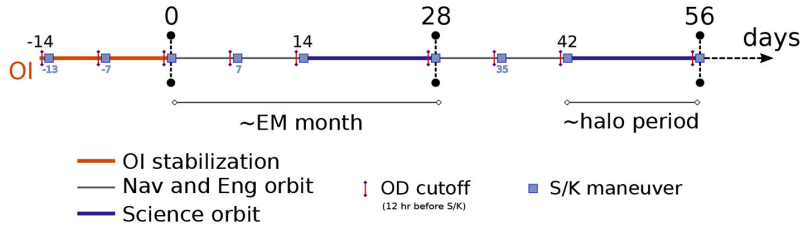 0 28 56
-14 14 42 days
OI -13 -7 7 35
~EM month ~halo period
OI stabilization
Nav and Eng orbit OD cutoff S/K maneuver
(12 hr before S/K)
Science orbit